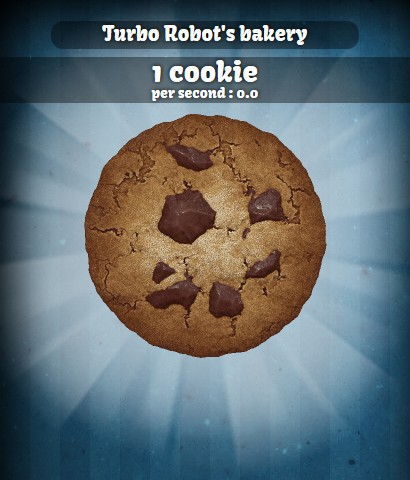 Turbo Robot's bakery
1 cookie
per second : 0.0